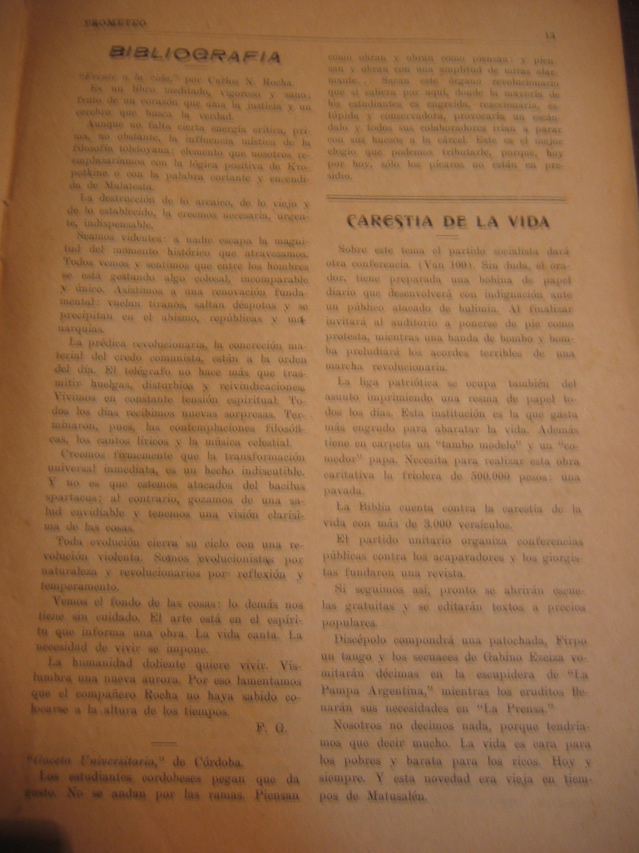 PROMETEO
13
BIBLIOGRAFIA
"Frente a la vida," por Carlos N. Rocha.
Es un libro meditado, vigoroso y sano;
fruto de un corazón que ama la justicia y un
cerebro que busca la verdad.
Aunque no falta cierta energía crítica, pri-
ma, no obstante, la influencia mística de la
filosofía tolstoyana; elemento que nosotros re-
emplazaríamos con la lógica positiva de Kro-
potkine o con la palabra cortante y encendi-
da de Malatesta.
La destrucción de lo arcaico, de lo viejo y
de lo establecido, la creemos necesaria, urgen-
te, indispensable.
Seamos videntes: a nadie escapa la magni-
tud del momento histórico que atravesamos.
Todos vemos y sentimos que entre los hombres
se está gestando algo colosal, incomparable
y único. Asistimos a una renovación funda-
mental: vuelan tiranos, saltan déspotas y se
precipitan en el abismo, repúblicas y mo
narquías.
La prédica revolucionaria, la concreción ma-
terial del credo comunista, están a la orden
del día. El telégrafo no hace más que tras-
mitir huelgas, disturbios y reivindicaciones.
Vivimos en constante tensión espiritual. To-
dos los días recibimos nuevas sorpresas. Ter-
minaron, pues, las contemplaciones filosófi-
cas, los cantos líricos y la música celestial.
Creemos firmemente que la transformación
universal inmediata, es un hecho indiscutible.
Y no es que estemos atacados del bacilus
spartacus; al contrario, gozamos de una sa-
lud envidiable y tenemos una visión clarísi-
ma de las cosas.
Toda evolución cierra su ciclo con una re-
volución violenta. Somos evolucionistas por
naturaleza y revolucionarios por reflexión y
temperamento.
Vemos el fondo de las cosas: lo demás nos
tiene sin cuidado. El arte está en el espíri-
tu que informa una obra. La vida canta. La
necesidad de vivir se impone.
La humanidad doliente quiere vivir. Vis-
lumbra una nueva aurora. Por eso lamentamos
que el compañero Rocha no haya sabido co-
locarse a la altura de los tiempos.
F. G.
"Gaceta Universitaria," de Córdoba.
Los estudiantes cordobeses pegan que da
gusto. No se andan por las ramas. Piensan
como obran y obran como piensan: y pien-
san y obran con una amplitud de miras alar-
mante... Sacan este órgano revolucionario
que si saliera por aquí, donde la mayoría de
los estudiantes es engreída, reaccionaria, es-
túpida y conservadora, provocaría un escán-
dalo y todos sus colaboradores irían a parar
con sus huesos a la cárcel. Este es el mejor
elogio que podemos tributarle, porque, hoy
por hoy, sólo los pícaros no están en pre-
sidio.
CARESTIA DE LA VIDA
Sobre este tema el partido socialista dará
otra conferencia. (Van 100). Sin duda, el ora-
dor, tiene preparada una bobina de papel
diario que desenvolverá con indignación ante
un público atacado de bulimia. Al finalizar
invitará al auditorio a ponerse de pie como
protesta, mientras una banda de bombo y bom-
ba preludiará los acordes terribles de una
marcha revolucionaria.
La liga patriótica se ocupa también del
asunto imprimiendo una resma de papel to-
dos los días. Esta institución es la que gasta
más engrudo para abaratar la vida. Además
tiene en carpeta un "tambo modelo" y un "co-
medor" papa. Necesita para realizar esta obra
caritativa la friolera de 500.000 pesos: una
pavada.
La Biblia cuenta contra la carestía de la
vida con más de 3.000 versículos.
El partido unitario organiza conferencias
públicas contra los acaparadores y los giorgis-
tas fundaron una revista.
Si seguimos así, pronto se abrirán escue-
las gratuitas y se editarán textos a precios
populares.
Discépolo compondrá una patochada, Firpo
un tango y los secuaces de Gabino Ezeiza vo-
mitarán décimas en la escupidera de "La
Pampa Argentina," mientras los eruditos lle-
narán sus necesidades en "La Prensa."
Nosotros no decimos nada, porque tendría-
mos que decir mucho. La vida es cara para
los pobres y barata para los ricos. Hoy y
siempre. Y esta novedad era vieja en tiem-
pos de Matusalén.